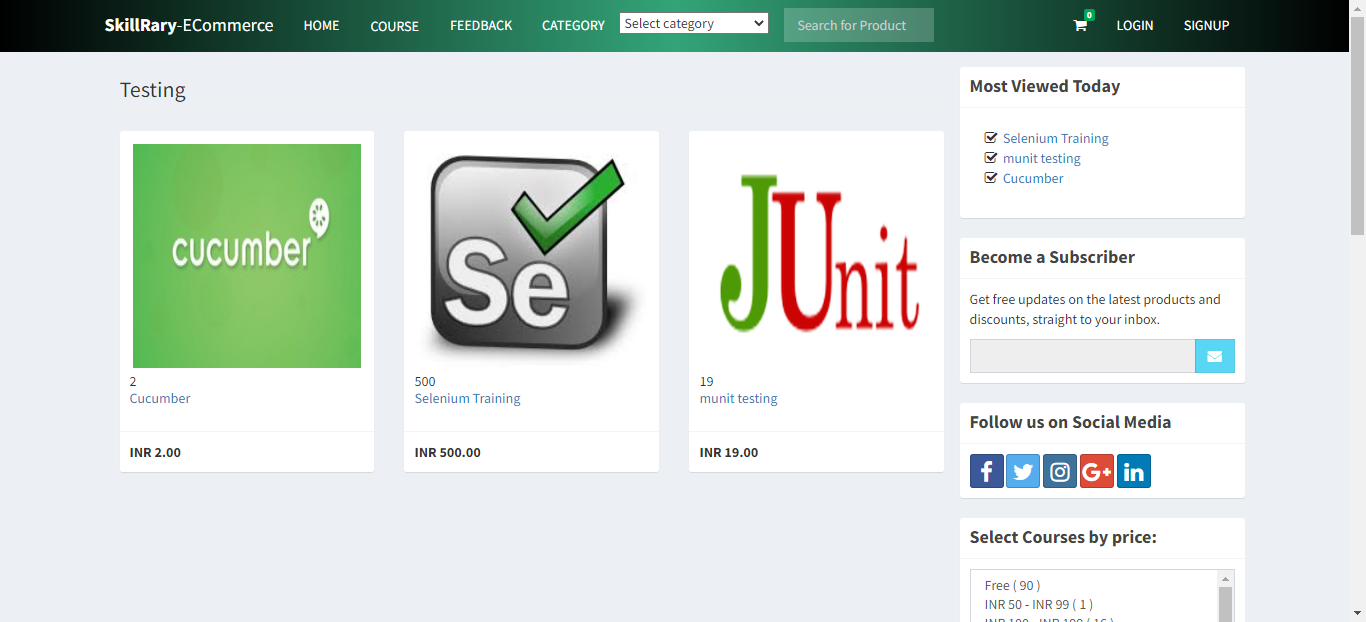 SkillRary-ECommerce HOME COURSE FEEDBACK CATEGORY Select category Search for Product 0 LOGIN SIGNUP
Testing
cucumber
2
Cucumber
INR 2.00
Se
500
Selenium Training
INR 500.00
JUnit
19
munit testing
INR 19.00
Most Viewed Today
Selenium Training
munit testing
Cucumber
Become a Subscriber
Get free updates on the latest products and
discounts, straight to your inbox.
Follow us on Social Media
f G+ in
Select Courses by price:
Free ( 90 )
INR 50 - INR 99 ( 1 )